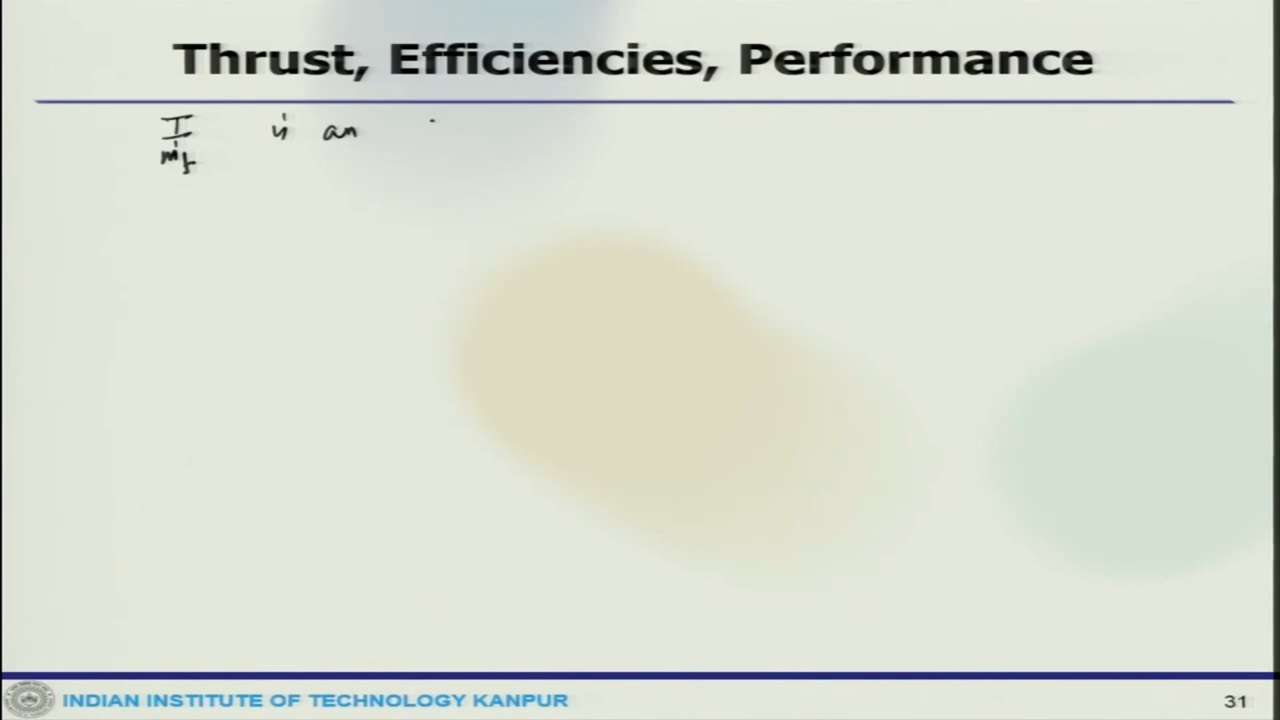 Thrust, Efficiencies, Performance
T/ṁf is an
INDIAN INSTITUTE OF TECHNOLOGY KANPUR
31